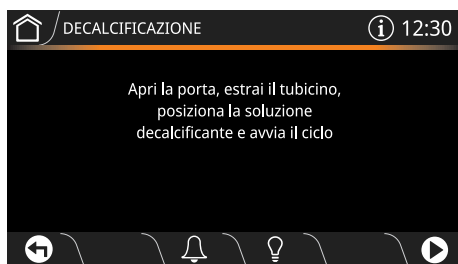 DECALCIFICAZIONE
i 12:30
Apri la porta, estrai il tubicino,
posiziona la soluzione
decalcificante e avvia il ciclo